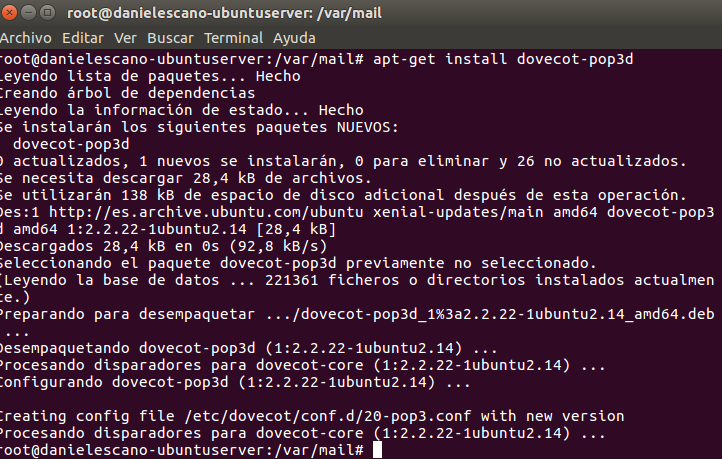 root@danielescano-ubuntuserver: /var/mail
Archivo Editar Ver Buscar Terminal Ayuda
root@danielescano-ubuntuserver:/var/mail# apt-get install dovecot-pop3d
Leyendo lista de paquetes... Hecho
Creando árbol de dependencias
Leyendo la información de estado... Hecho
Se instalarán los siguientes paquetes NUEVOS:
  dovecot-pop3d
0 actualizados, 1 nuevos se instalarán, 0 para eliminar y 26 no actualizados.
Se necesita descargar 28,4 kB de archivos.
Se utilizarán 138 kB de espacio de disco adicional después de esta operación.
Des:1 http://es.archive.ubuntu.com/ubuntu xenial-updates/main amd64 dovecot-pop3
d amd64 1:2.2.22-1ubuntu2.14 [28,4 kB]
Descargados 28,4 kB en 0s (92,8 kB/s)
Seleccionando el paquete dovecot-pop3d previamente no seleccionado.
(Leyendo la base de datos ... 221361 ficheros o directorios instalados actualmen
te.)
Preparando para desempaquetar .../dovecot-pop3d_1%3a2.2.22-1ubuntu2.14_amd64.deb
 ...
Desempaquetando dovecot-pop3d (1:2.2.22-1ubuntu2.14) ...
Procesando disparadores para dovecot-core (1:2.2.22-1ubuntu2.14) ...
Configurando dovecot-pop3d (1:2.2.22-1ubuntu2.14) ...

Creating config file /etc/dovecot/conf.d/20-pop3.conf with new version
Procesando disparadores para dovecot-core (1:2.2.22-1ubuntu2.14) ...
root@danielescano-ubuntuserver:/var/mail#